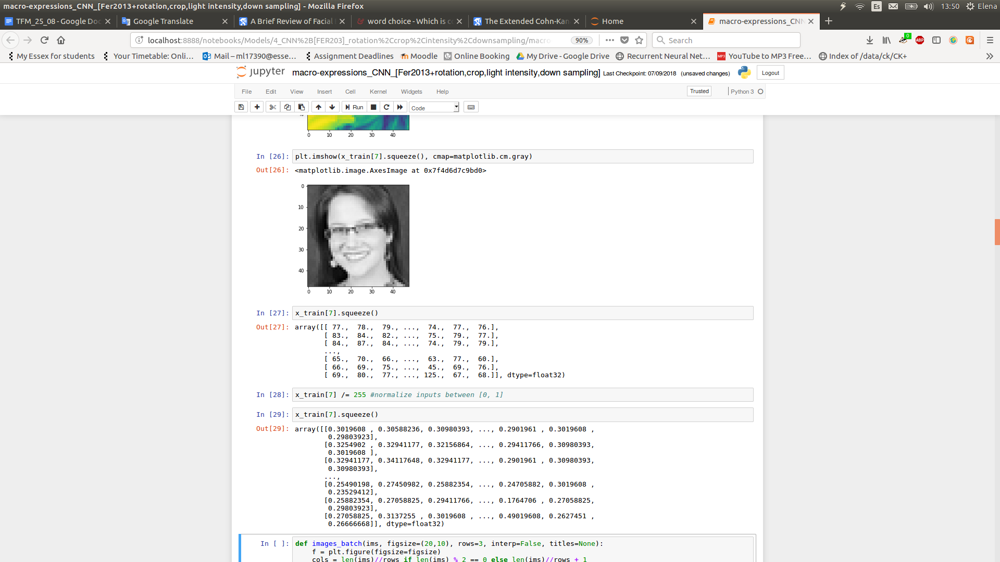 macro-expressions_CNN_[Fer2013+rotation,crop,light intensity,down sampling] - Mozilla Firefox
Es
13:50
Elena
TFM_25_08 - Google Doc
Google Translate
A Brief Review of Facial
word choice - Which is c
The Extended Cohn-Kan
Home
macro-expressions_CNN
localhost:8888/notebooks/Models/4_CNN%2B[FER203]_rotation%2Ccrop%2Cintensity%2Cdownsampling/macro
90%
Search
0
ABP
My Essex for students
Your Timetable: Onli…
Mail – ml17390@esse…
Assignment Deadlines
Moodle
Online Booking
My Drive - Google Drive
Recurrent Neural Net…
MP3
YouTube to MP3 Free…
Index of /data/ck/CK+
jupyter
macro-expressions_CNN_[Fer2013+rotation,crop,light intensity,down sampling]
Last Checkpoint: 07/09/2018
(unsaved changes)
Logout
File
Edit
View
Insert
Cell
Kernel
Widgets
Help
Trusted
Python 3
Run
Code
0 10 20 30 40
In [26]: plt.imshow(x_train[7].squeeze(), cmap=matplotlib.cm.gray)
Out[26]: <matplotlib.image.AxesImage at 0x7f4d6d7c9bd0>
0
10
20
30
40
0 10 20 30 40
In [27]: x_train[7].squeeze()
Out[27]: array([[ 77.,  78.,  79., ...,  74.,  77.,  76.],
[ 83.,  84.,  82., ...,  75.,  79.,  77.],
[ 84.,  87.,  84., ...,  74.,  79.,  79.],
...,
[ 65.,  70.,  66., ...,  63.,  77.,  60.],
[ 66.,  69.,  75., ...,  45.,  69.,  76.],
[ 69.,  80.,  77., ..., 125.,  67.,  68.]], dtype=float32)
In [28]: x_train[7] /= 255 #normalize inputs between [0, 1]
In [29]: x_train[7].squeeze()
Out[29]: array([[0.3019608 , 0.30588236, 0.30980393, ..., 0.2901961 , 0.3019608 ,
0.29803923],
[0.3254902 , 0.32941177, 0.32156864, ..., 0.29411766, 0.30980393,
0.3019608 ],
[0.32941177, 0.34117648, 0.32941177, ..., 0.2901961 , 0.30980393,
0.30980393],
...,
[0.25490198, 0.27450982, 0.25882354, ..., 0.24705882, 0.3019608 ,
0.23529412],
[0.25882354, 0.27058825, 0.29411766, ..., 0.1764706 , 0.27058825,
0.29803923],
[0.27058825, 0.3137255 , 0.3019608 , ..., 0.49019608, 0.2627451 ,
0.26666668]], dtype=float32)
In [ ]: def images_batch(ims, figsize=(20,10), rows=3, interp=False, titles=None):
f = plt.figure(figsize=figsize)
cols = len(ims)//rows if len(ims) % 2 == 0 else len(ims)//rows + 1